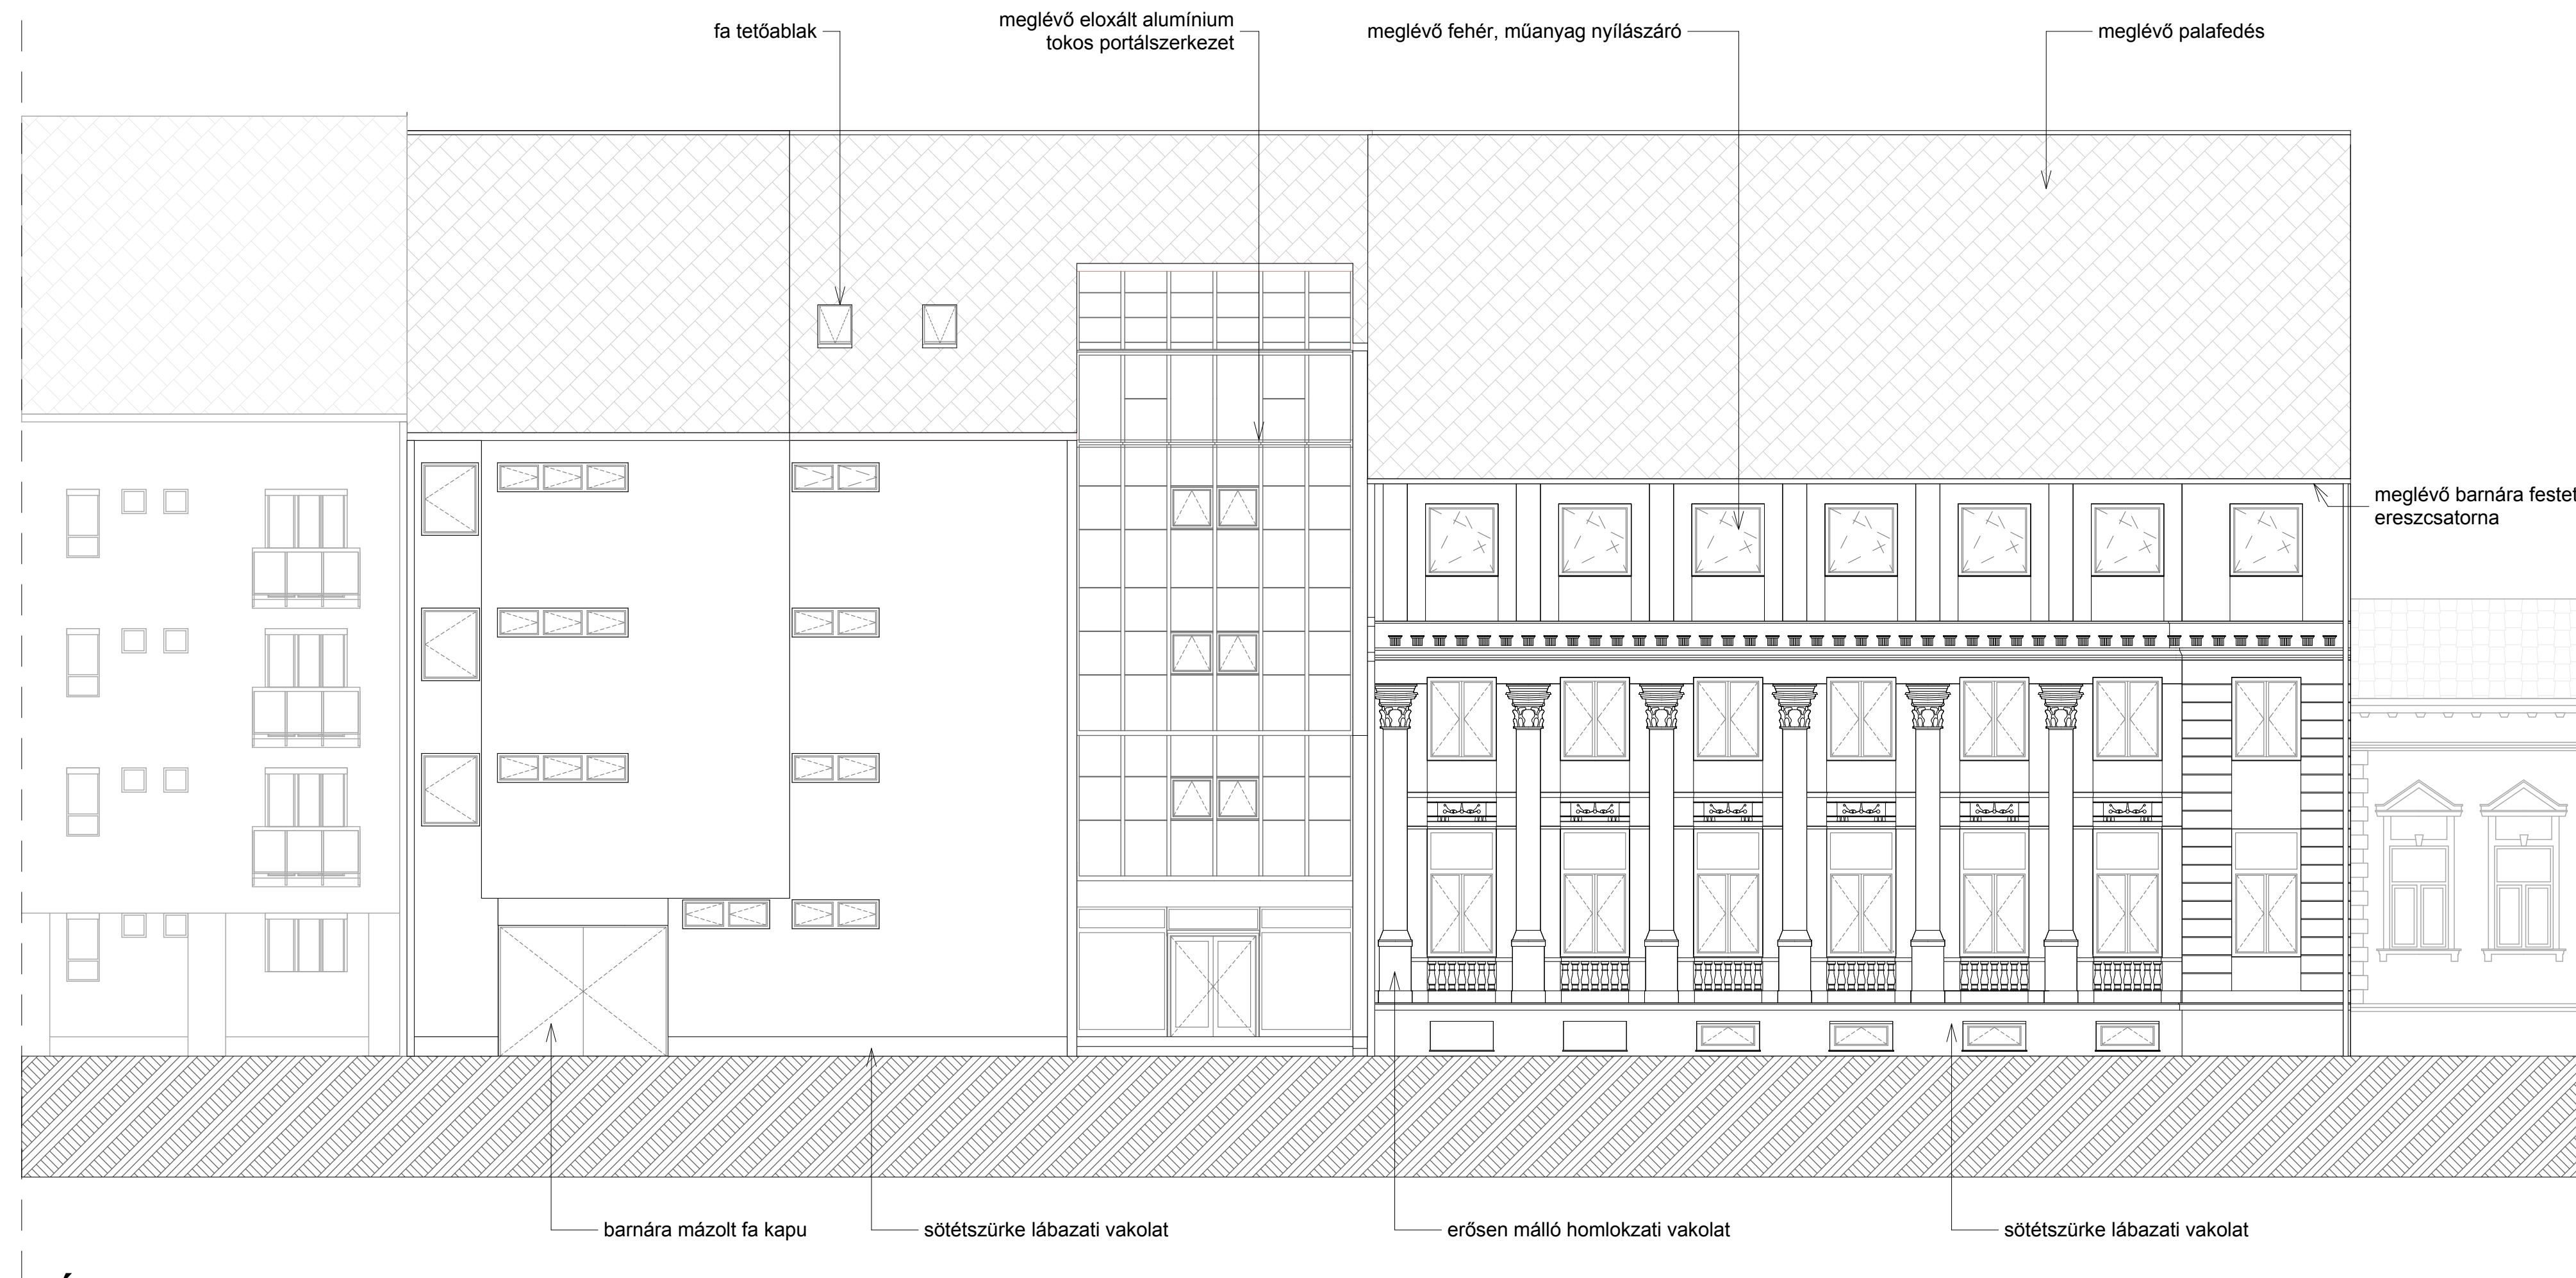 fa tetőablak
meglévő eloxált alumínium
tokos portálszerkezet
meglévő fehér, műanyag nyílászáró
meglévő palafedés
meglévő barnára festet
ereszcsatorna
barnára mázolt fa kapu
sötétszürke lábazati vakolat
erősen málló homlokzati vakolat
sötétszürke lábazati vakolat